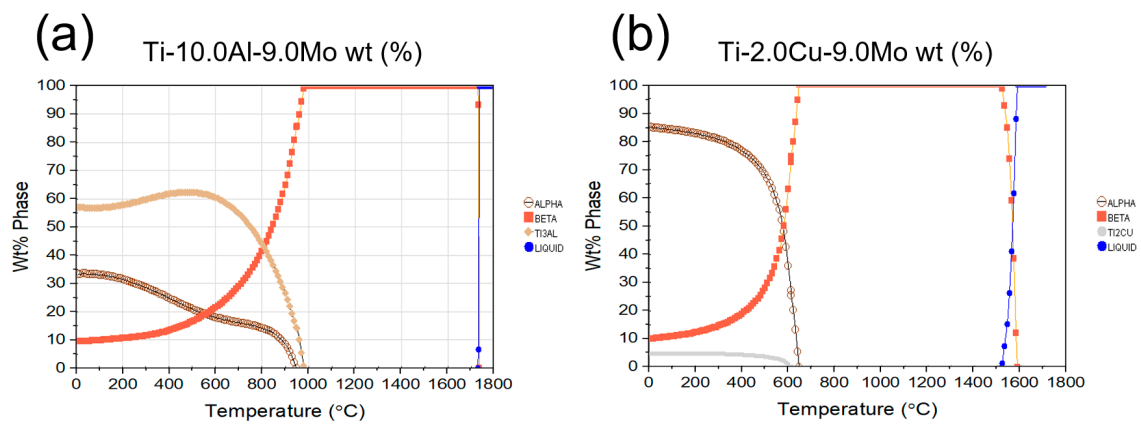 (a)
Ti-10.0Al-9.0Mo wt (%)
Wt% Phase
100
90
80
70
60
50
40
30
20
10
0
0 200 400 600 800 1000 1200 1400 1600 1800
Temperature (°C)
ALPHA
BETA
TI3AL
LIQUID
(b)
Ti-2.0Cu-9.0Mo wt (%)
Wt% Phase
100
90
80
70
60
50
40
30
20
10
0
0 200 400 600 800 1000 1200 1400 1600 1800
Temperature (°C)
ALPHA
BETA
TI2CU
LIQUID